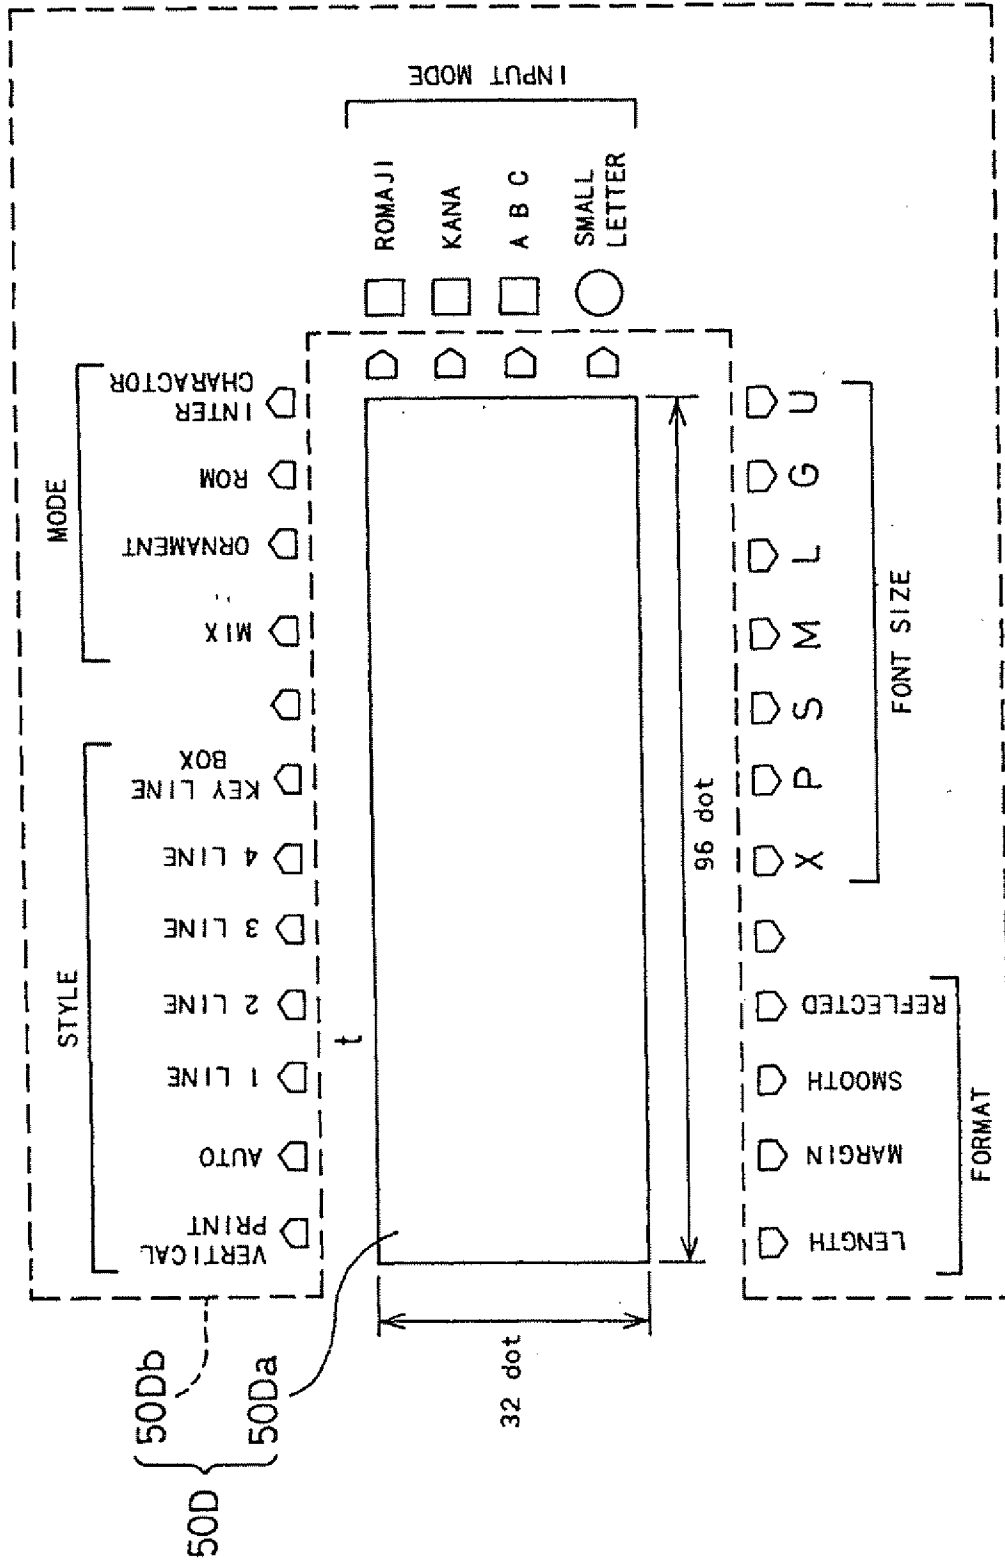 50D
50Db
50Da
STYLE
VERTICAL
PRINT
AUTO
1 LINE
2 LINE
3 LINE
4 LINE
KEY LINE
BOX
MODE
MIX
ORNAMENT
ROM
INTER
CHARACTOR
t
32 dot
96 dot
INPUT MODE
ROMAJI
KANA
A B C
SMALL
LETTER
LENGTH
MARGIN
SMOOTH
REFLECTED
FORMAT
X P S M L G U
FONT SIZE